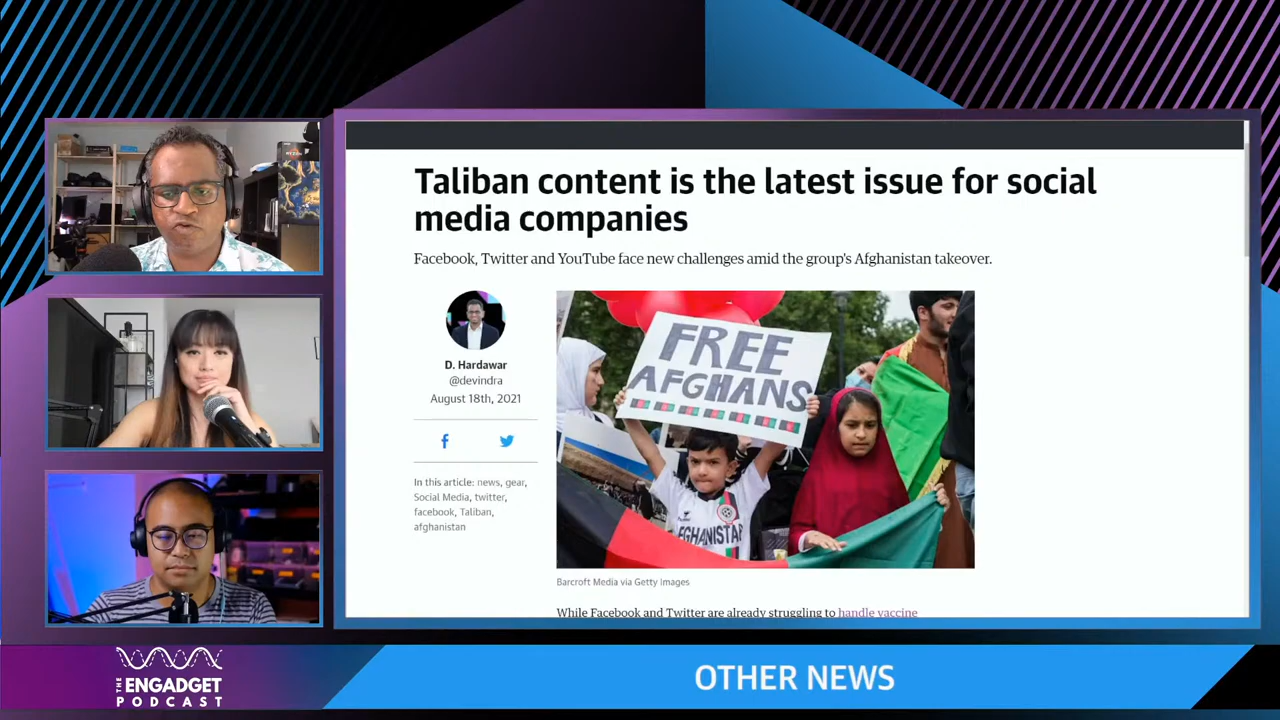 Taliban content is the latest issue for social
media companies
Facebook, Twitter and YouTube face new challenges amid the group's Afghanistan takeover.
D. Hardawar
@devindra
August 18th, 2021
In this article: news, gear,
Social Media, twitter,
facebook, Taliban,
afghanistan
FREE
AFGHANS
AFGHANISTAN
Barcroft Media via Getty Images
While Facebook and Twitter are already struggling to handle vaccine
THE ENGADGET
PODCAST
OTHER NEWS